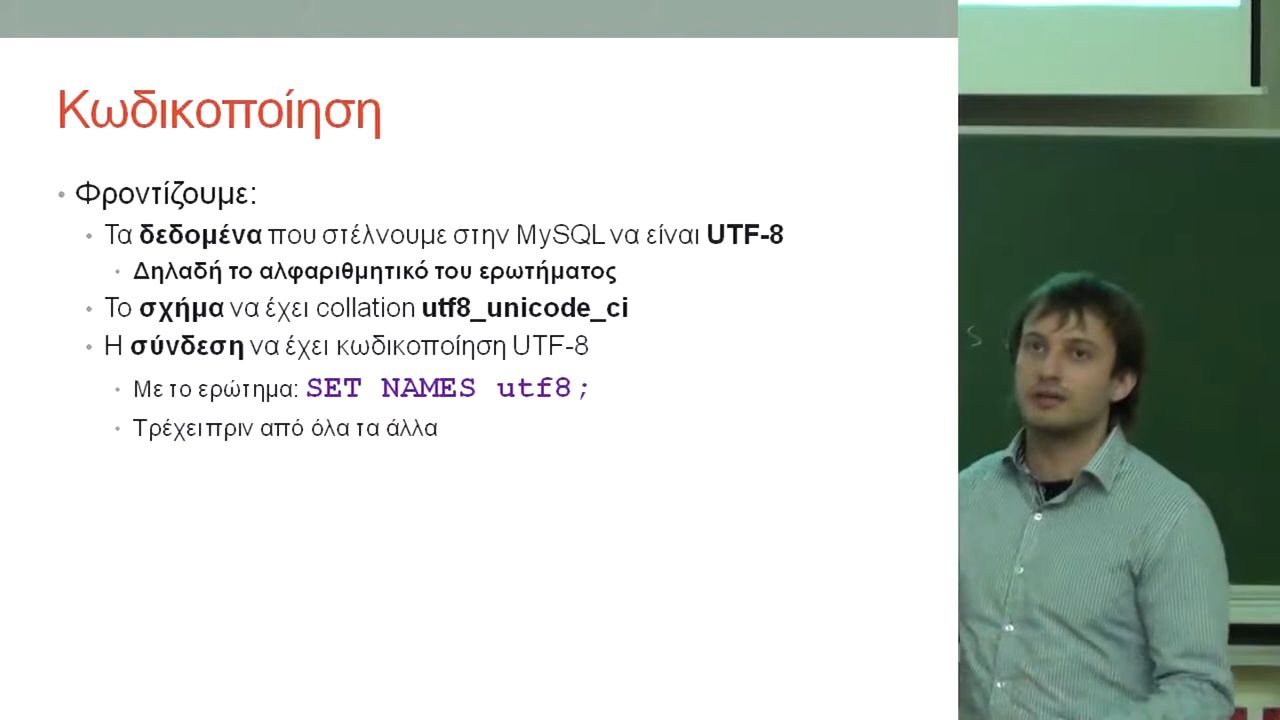 Κωδικοποίηση
• Φροντίζουμε:
• Τα δεδομένα που στέλνουμε στην MySQL να είναι UTF-8
• Δηλαδή το αλφαριθμητικό του ερωτήματος
• Το σχήμα να έχει collation utf8_unicode_ci
• Η σύνδεση να έχει κωδικοποίηση UTF-8
• Με το ερώτημα: SET NAMES utf8;
• Τρέχει πριν από όλα τα άλλα
s